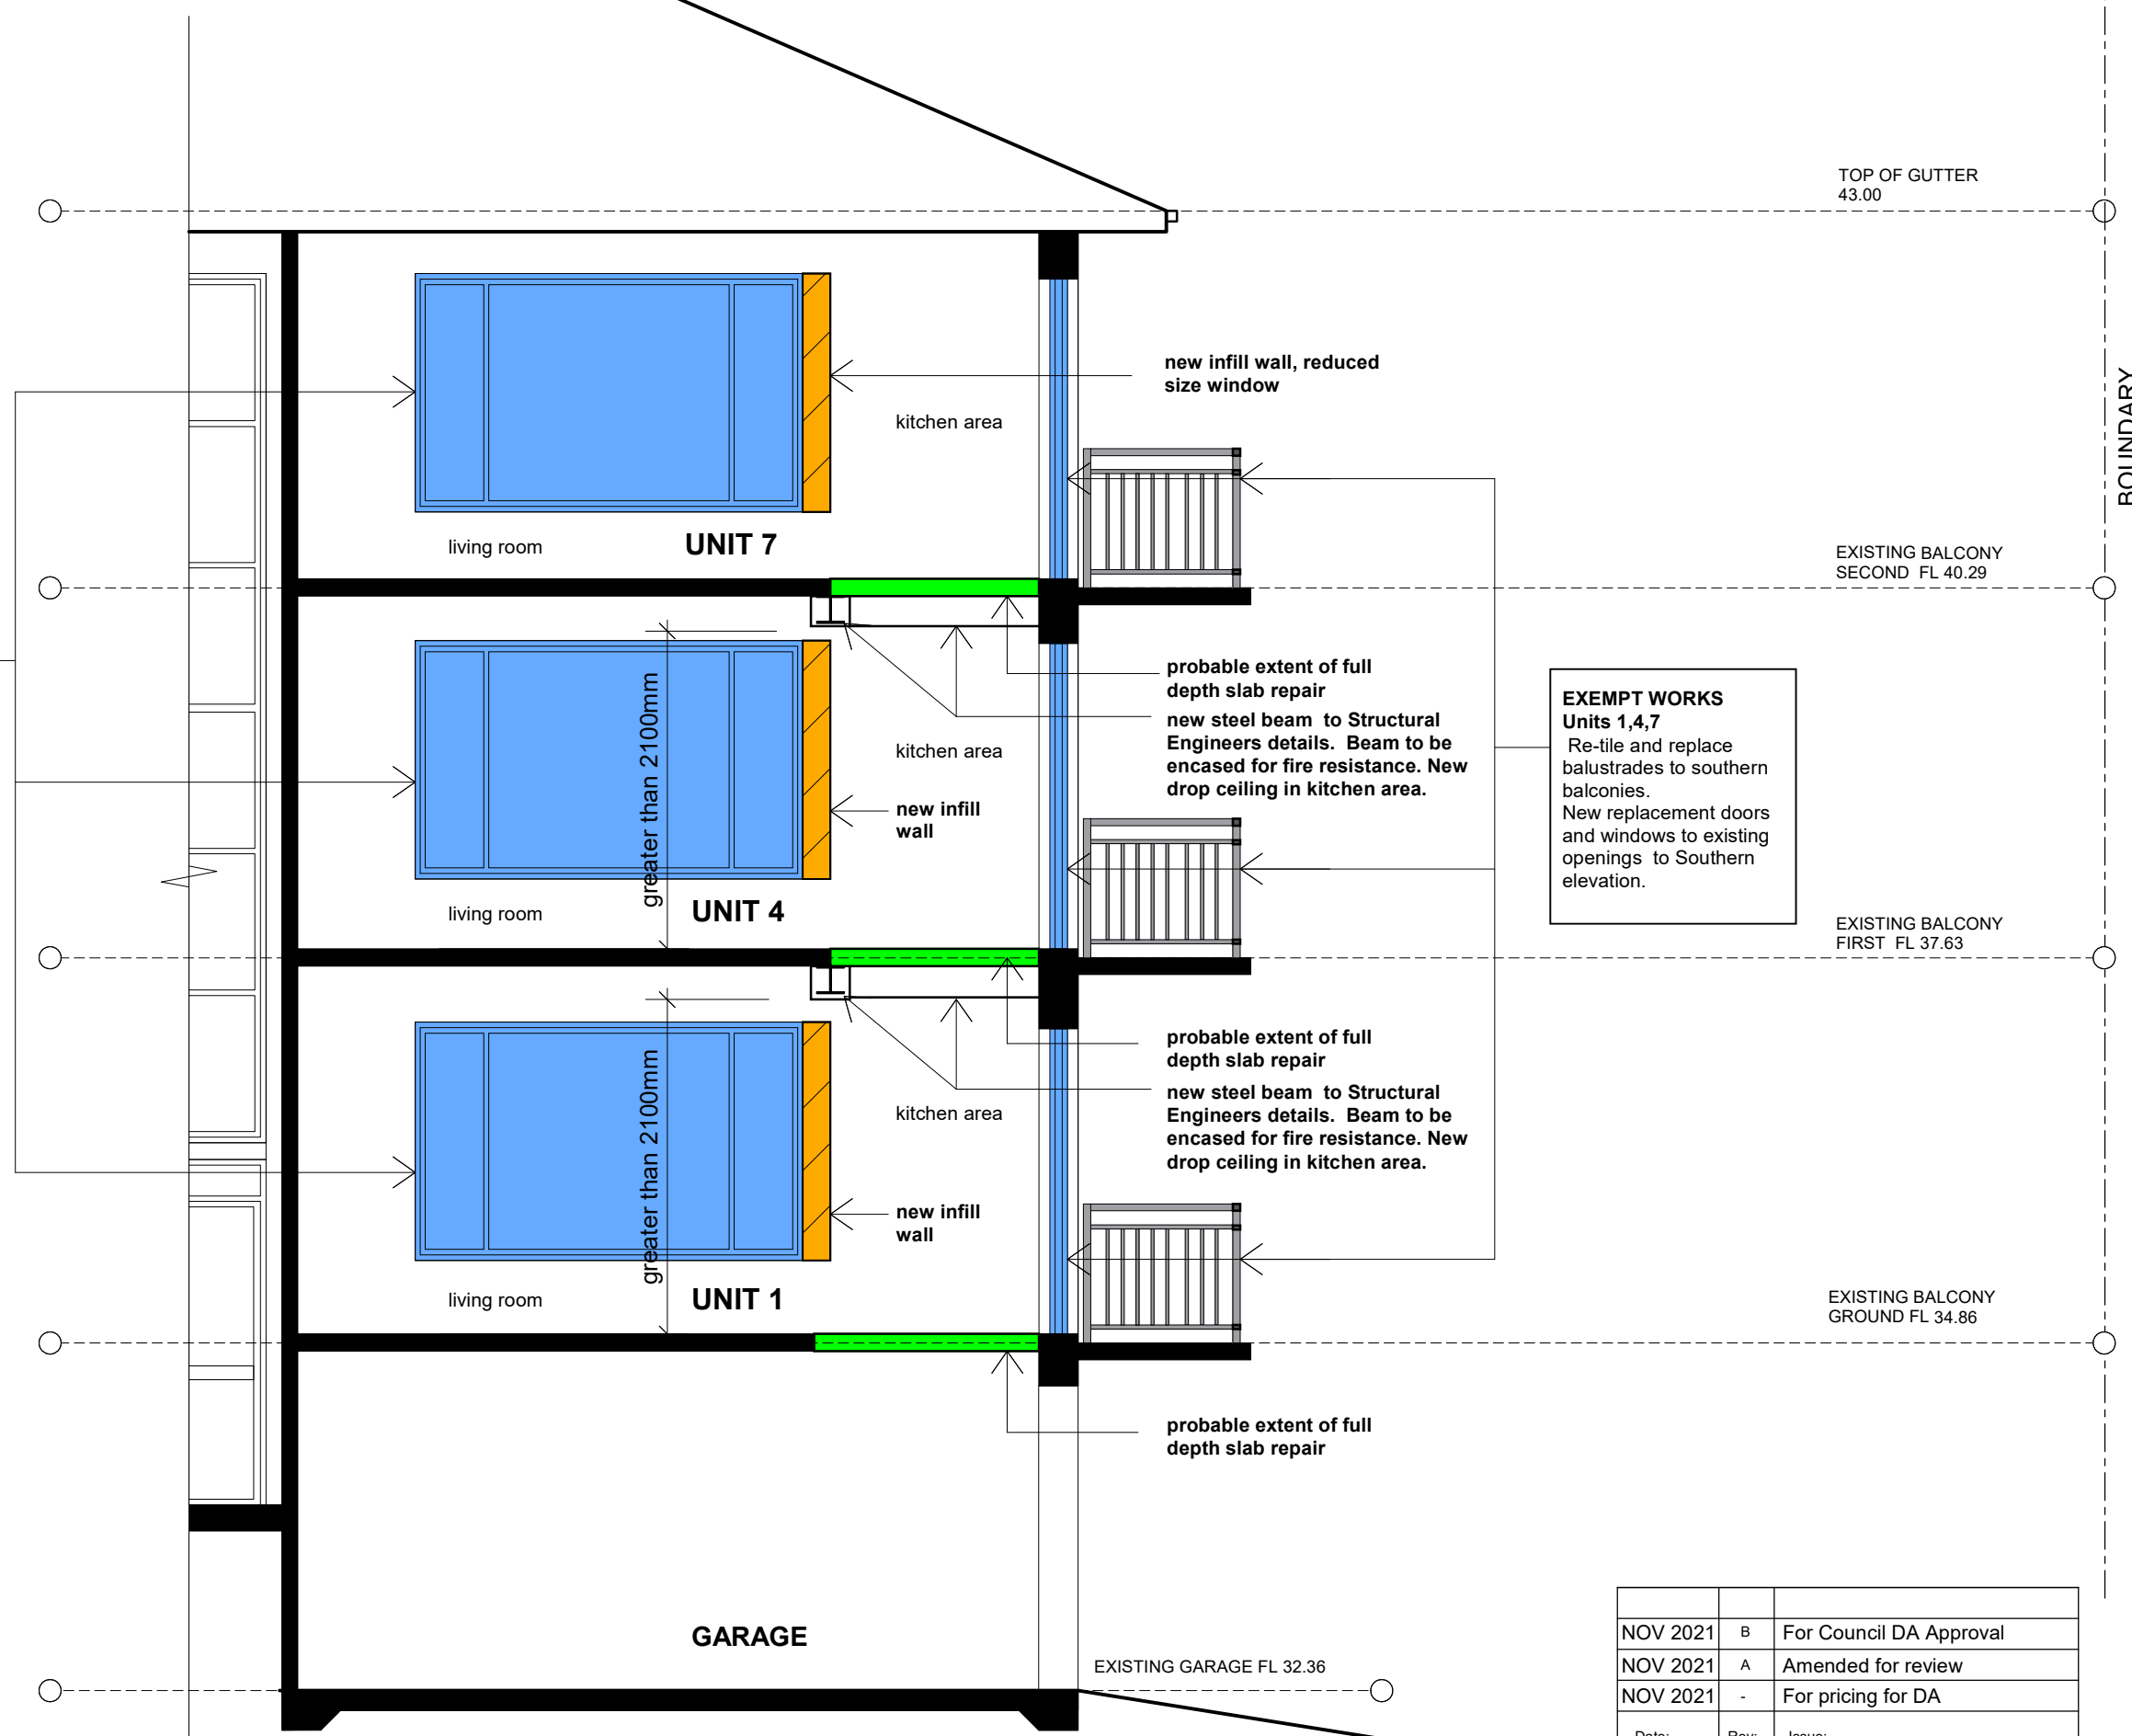 TOP OF GUTTER
43.00
BOUNDARY
new infill wall, reduced
size window
kitchen area
living room
UNIT 7
EXISTING BALCONY
SECOND FL 40.29
probable extent of full
depth slab repair
new steel beam to Structural
Engineers details. Beam to be
encased for fire resistance. New
drop ceiling in kitchen area.
greater than 2100mm
kitchen area
new infill
wall
living room
UNIT 4
EXEMPT WORKS
Units 1,4,7
Re-tile and replace
balustrades to southern
balconies.
New replacement doors
and windows to existing
openings to Southern
elevation.
EXISTING BALCONY
FIRST FL 37.63
probable extent of full
depth slab repair
new steel beam to Structural
Engineers details. Beam to be
encased for fire resistance. New
drop ceiling in kitchen area.
greater than 2100mm
kitchen area
new infill
wall
living room
UNIT 1
EXISTING BALCONY
GROUND FL 34.86
probable extent of full
depth slab repair
GARAGE
EXISTING GARAGE FL 32.36
NOV 2021 B For Council DA Approval
NOV 2021 A Amended for review
NOV 2021 - For pricing for DA
Date: Rev: Issue: